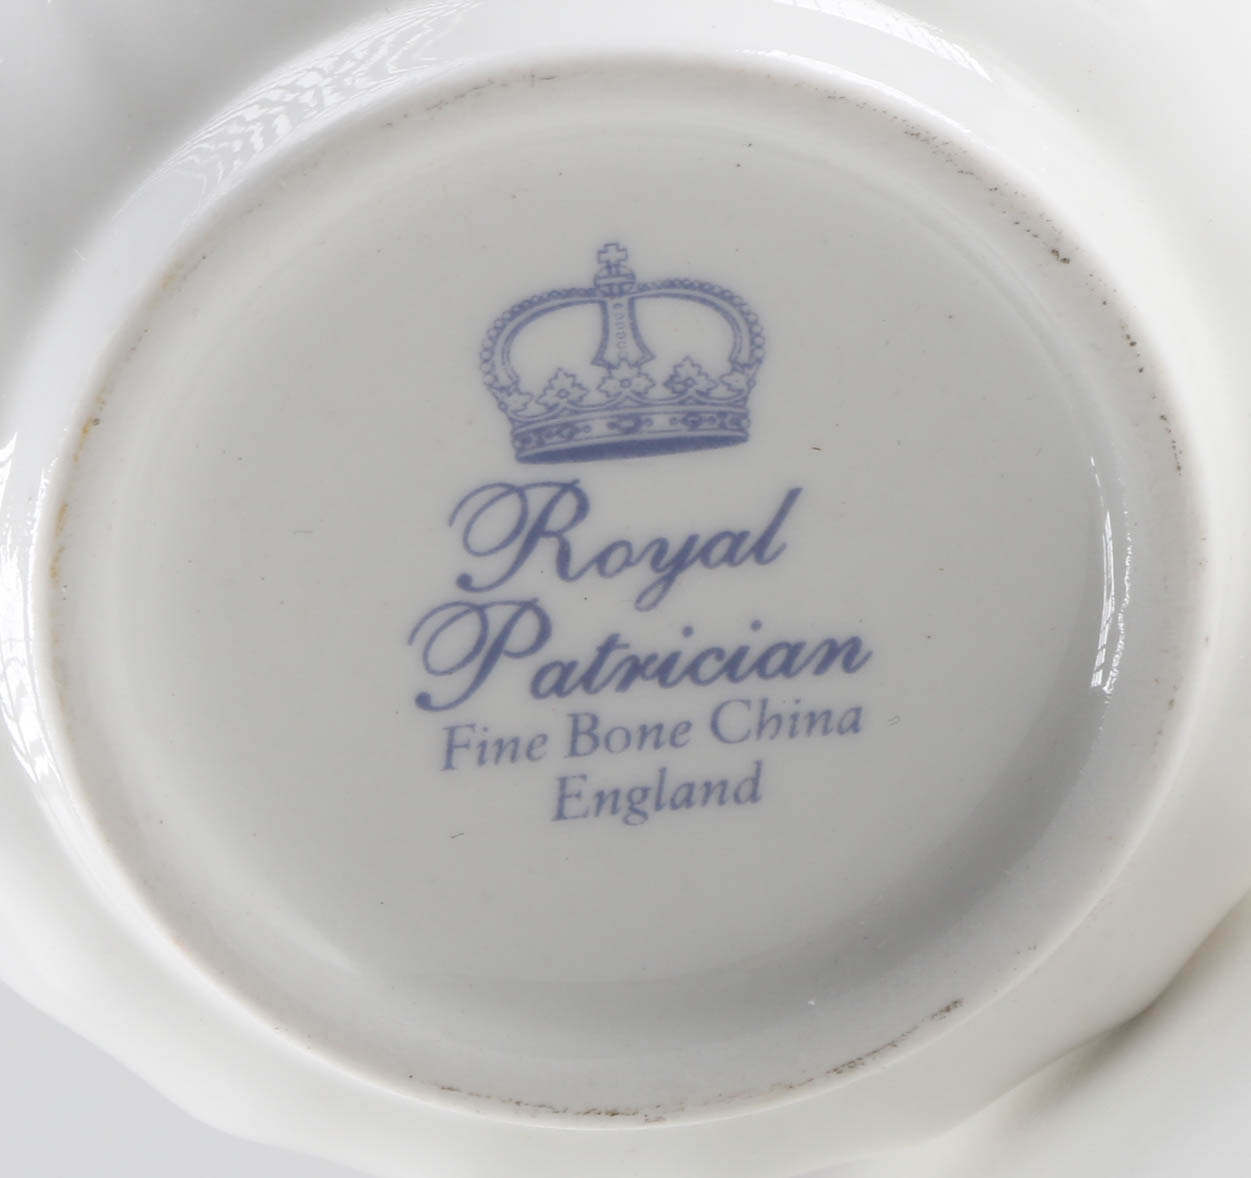 Royal
Patrician
Fine Bone China
England